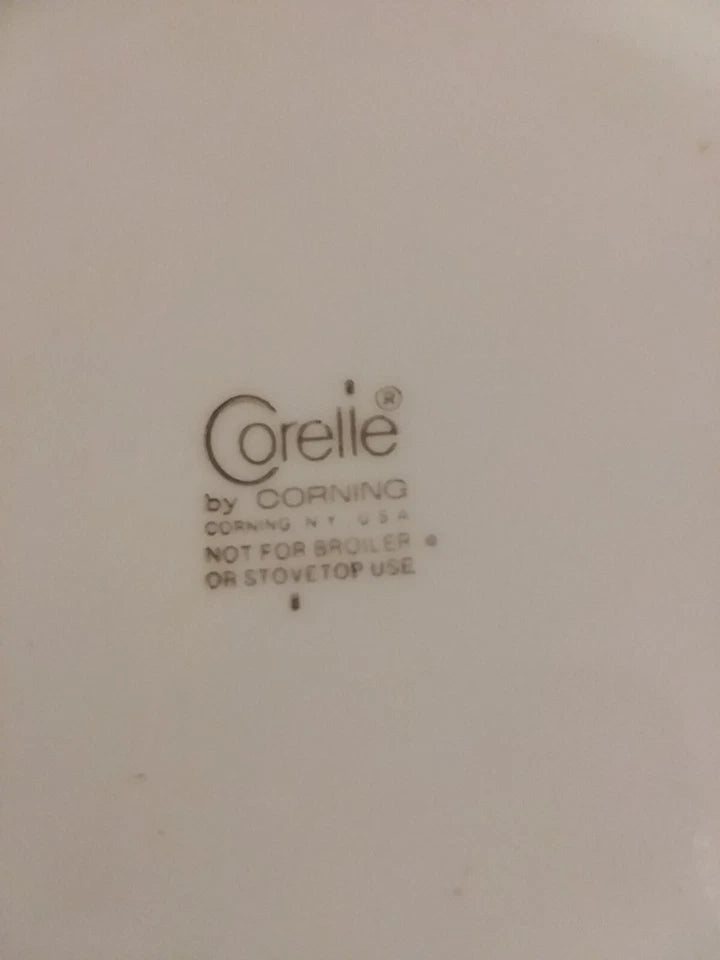 Corelle®
by CORNING
CORNING N Y U S A
NOT FOR BROILER
OR STOVETOP USE